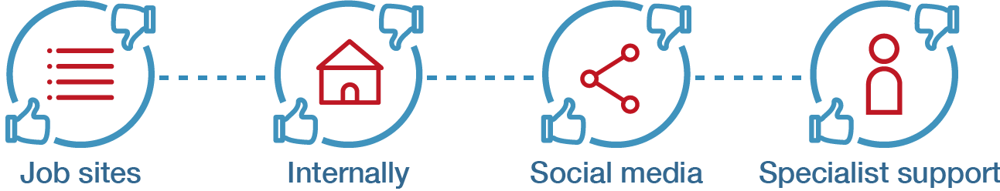 Job sites
Internally
Social media
Specialist support